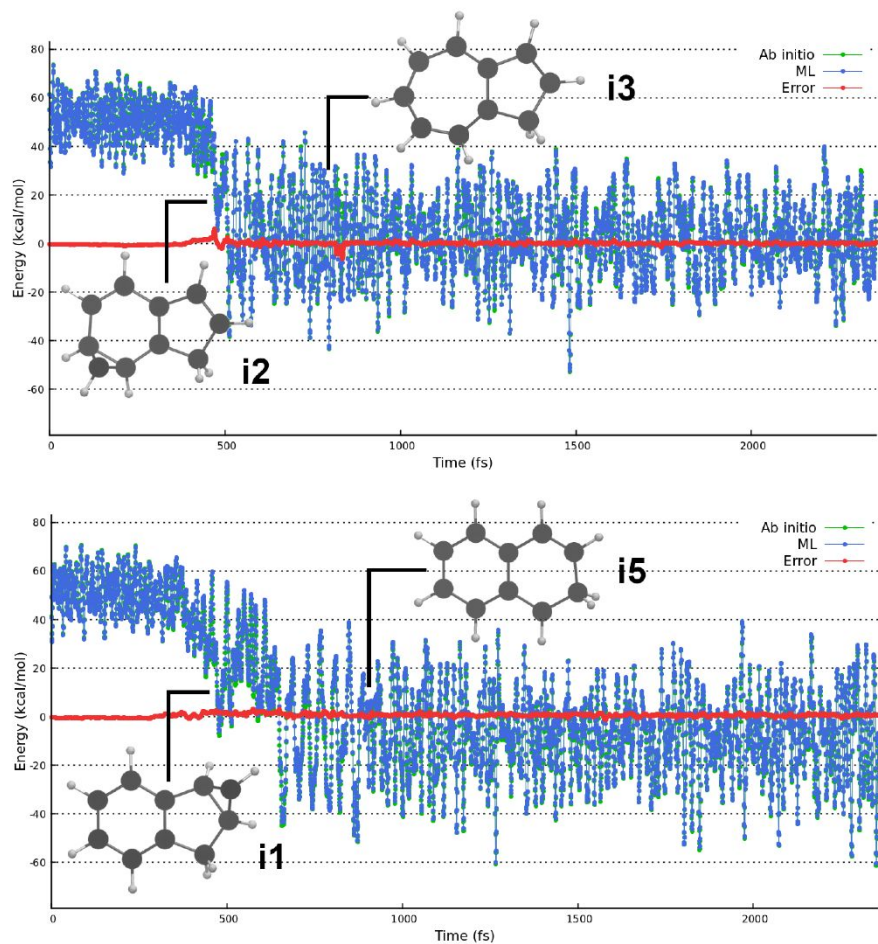 80
60
40
20
0
-20
-40
-60
Energy (kcal/mol)
Ab initio
ML
Error
i3
i2
0
500
1000
1500
2000
Time (fs)
80
60
40
20
0
-20
-40
-60
Energy (kcal/mol)
Ab initio
ML
Error
i5
i1
0
500
1000
1500
2000
Time (fs)